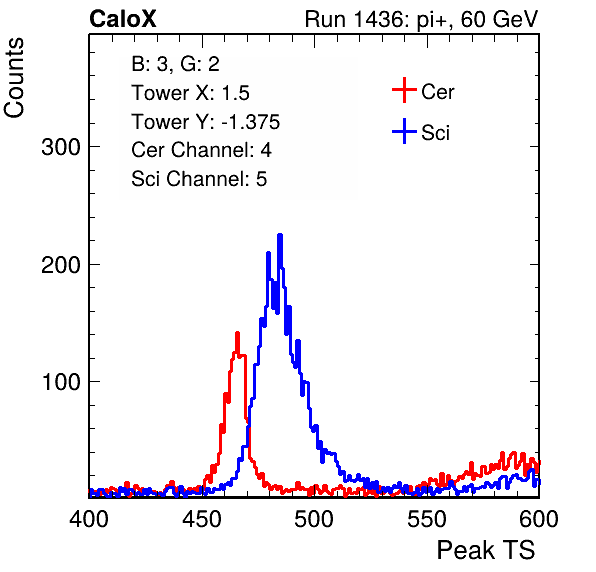 CaloX Run 1436: pi+, 60 GeV
Counts
B: 3, G: 2
Tower X: 1.5
Tower Y: -1.375
Cer Channel: 4
Sci Channel: 5
Cer
Sci
300
200
100
400 450 500 550 600
Peak TS